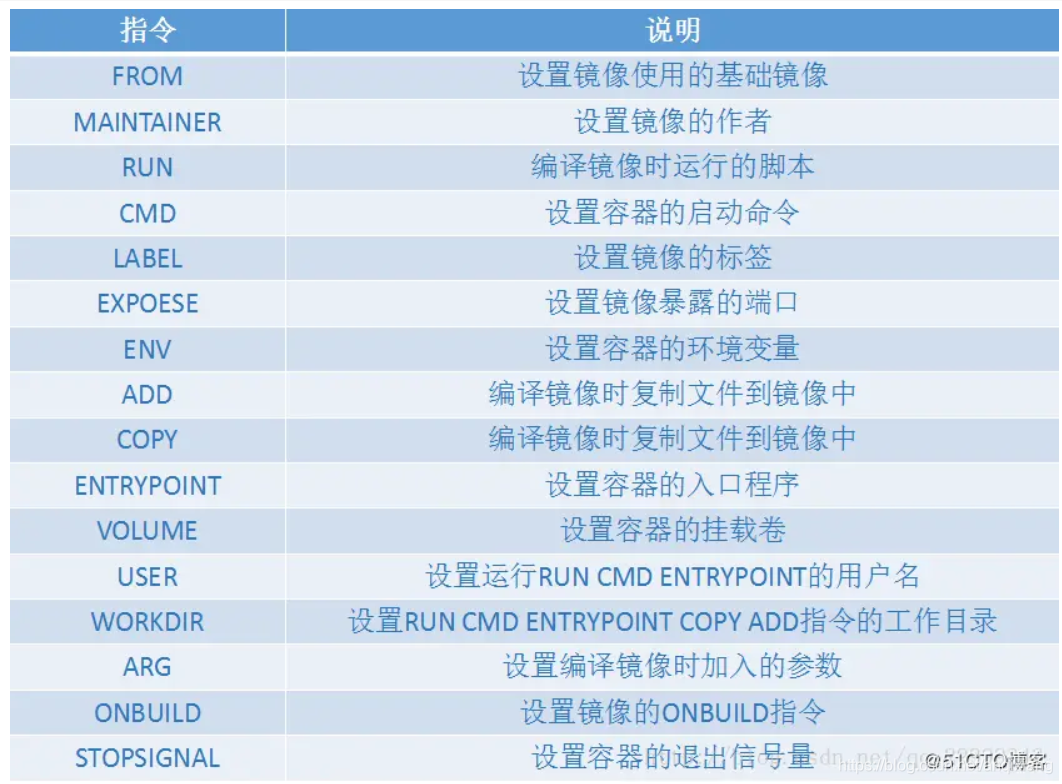 指令 说明
FROM 设置镜像使用的基础镜像
MAINTAINER 设置镜像的作者
RUN 编译镜像时运行的脚本
CMD 设置容器的启动命令
LABEL 设置镜像的标签
EXPOESE 设置镜像暴露的端口
ENV 设置容器的环境变量
ADD 编译镜像时复制文件到镜像中
COPY 编译镜像时复制文件到镜像中
ENTRYPOINT 设置容器的入口程序
VOLUME 设置容器的挂载卷
USER 设置运行RUN CMD ENTRYPOINT的用户名
WORKDIR 设置RUN CMD ENTRYPOINT COPY ADD指令的工作目录
ARG 设置编译镜像时加入的参数
ONBUILD 设置镜像的ONBUILD指令
STOPSIGNAL 设置容器的退出信号量
@51CTO博客